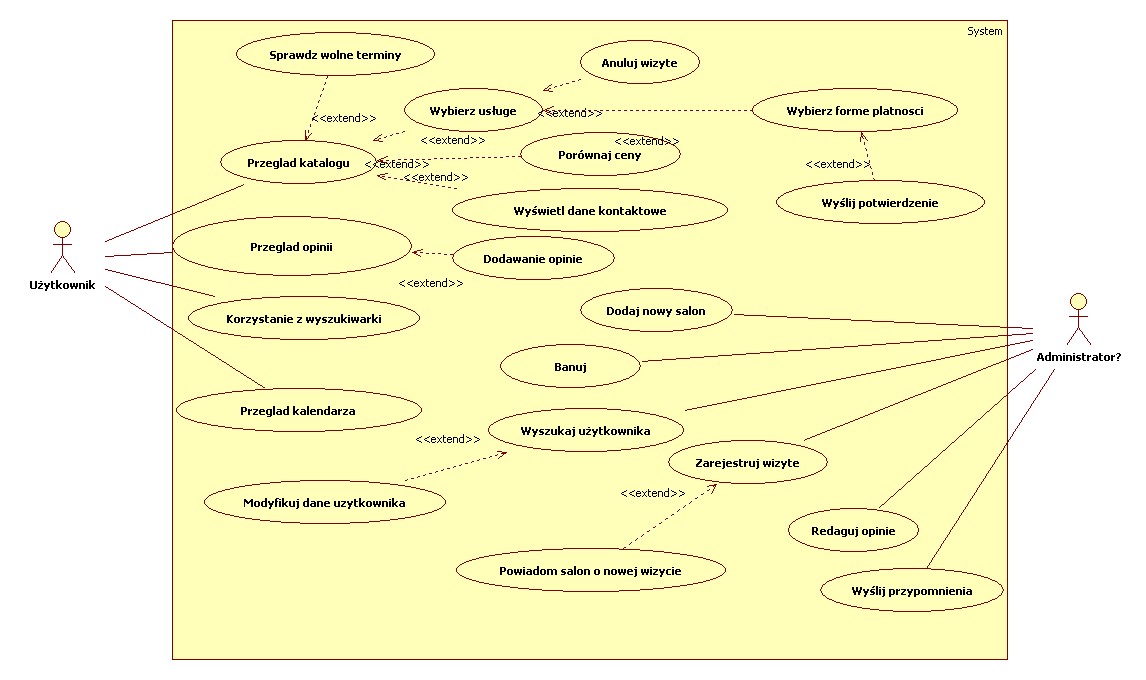 System
Sprawdz wolne terminy
Anuluj wizyte
Wybierz usługe
Wybierz forme platnosci
<<extend>>
<<extend>>
<<extend>>
<<extend>>
Przeglad katalogu
Porównaj ceny
<<extend>>
<<extend>>
<<extend>>
Wyświetl dane kontaktowe
Wyślij potwierdzenie
Przeglad opinii
Dodawanie opinie
<<extend>>
Użytkownik
Korzystanie z wyszukiwarki
Dodaj nowy salon
Administrator?
Banuj
Przeglad kalendarza
Wyszukaj użytkownika
<<extend>>
Zarejestruj wizyte
<<extend>>
Modyfikuj dane uzytkownika
Redaguj opinie
Powiadom salon o nowej wizycie
Wyślij przypomnienia